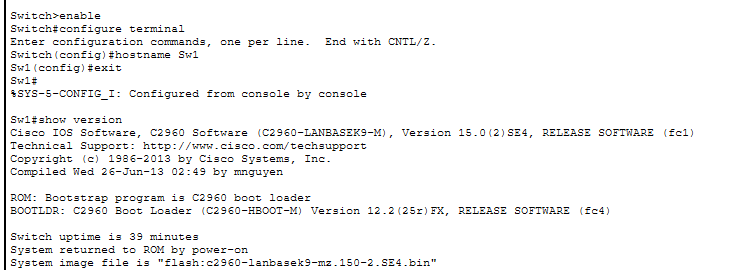 Switch>enable
Switch#configure terminal
Enter configuration commands, one per line.  End with CNTL/Z.
Switch(config)#hostname Sw1
Sw1(config)#exit
Sw1#
%SYS-5-CONFIG_I: Configured from console by console
Sw1#show version
Cisco IOS Software, C2960 Software (C2960-LANBASEK9-M), Version 15.0(2)SE4, RELEASE SOFTWARE (fc1)
Technical Support: http://www.cisco.com/techsupport
Copyright (c) 1986-2013 by Cisco Systems, Inc.
Compiled Wed 26-Jun-13 02:49 by mnguyen
ROM: Bootstrap program is C2960 boot loader
BOOTLDR: C2960 Boot Loader (C2960-HBOOT-M) Version 12.2(25r)FX, RELEASE SOFTWARE (fc4)
Switch uptime is 39 minutes
System returned to ROM by power-on
System image file is "flash:c2960-lanbasek9-mz.150-2.SE4.bin"